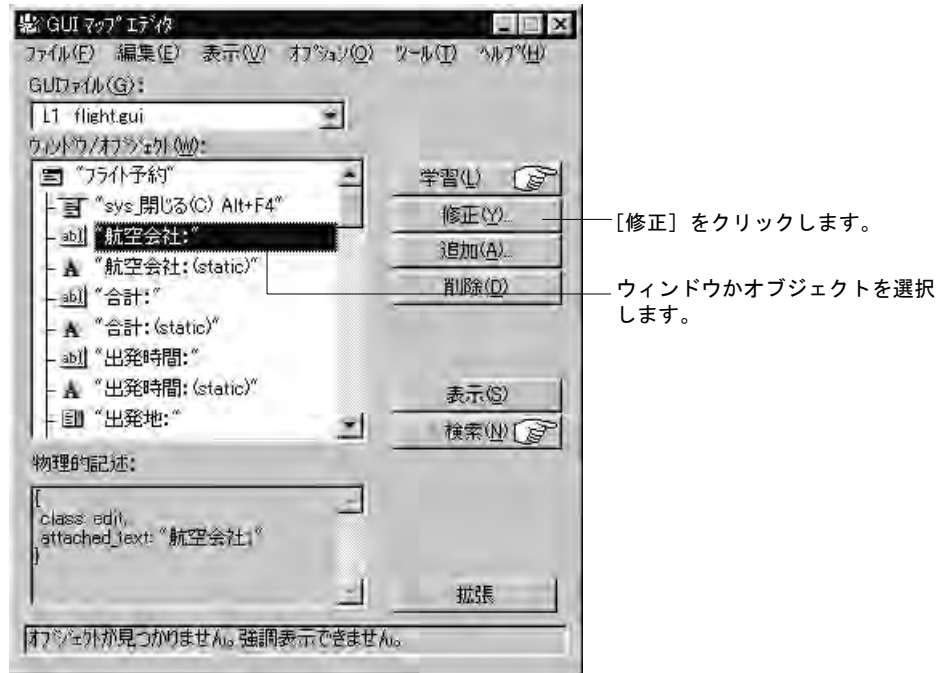 GUI マップ エディタ
ファイル(F) 編集(E) 表示(V) オプション(O) ツール(T) ヘルプ(H)
GUIファイル(G):
L1 flight.gui
ウィンドウ/オブジェクト(W):
"フライト予約"
"sys_閉じる(C) Alt+F4"
"航空会社:"
"航空会社:(static)"
"合計:"
"合計:(static)"
"出発時間:"
"出発時間:(static)"
"出発地:"
学習(L)
修正(Y)...
追加(A)...
削除(D)
表示(S)
検索(N)
[修正] をクリックします。
ウィンドウかオブジェクトを選択
します。
物理的記述:
{
class: edit,
attached_text: "航空会社:"
}
拡張
オブジェクトが見つかりません。強調表示できません。